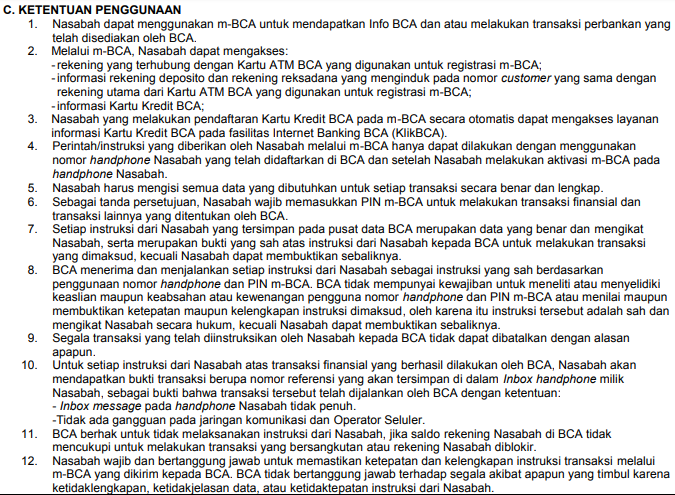 C. KETENTUAN PENGGUNAAN
1. Nasabah dapat menggunakan m-BCA untuk mendapatkan Info BCA dan atau melakukan transaksi perbankan yang
telah disediakan oleh BCA.
2. Melalui m-BCA, Nasabah dapat mengakses:
-rekening yang terhubung dengan Kartu ATM BCA yang digunakan untuk registrasi m-BCA;
-informasi rekening deposito dan rekening reksadana yang menginduk pada nomor customer yang sama dengan
rekening utama dari Kartu ATM BCA yang digunakan untuk registrasi m-BCA;
-informasi Kartu Kredit BCA;
3. Nasabah yang melakukan pendaftaran Kartu Kredit BCA pada m-BCA secara otomatis dapat mengakses layanan
informasi Kartu Kredit BCA pada fasilitas Internet Banking BCA (KlikBCA).
4. Perintah/instruksi yang diberikan oleh Nasabah melalui m-BCA hanya dapat dilakukan dengan menggunakan
nomor handphone Nasabah yang telah didaftarkan di BCA dan setelah Nasabah melakukan aktivasi m-BCA pada
handphone Nasabah.
5. Nasabah harus mengisi semua data yang dibutuhkan untuk setiap transaksi secara benar dan lengkap.
6. Sebagai tanda persetujuan, Nasabah wajib memasukkan PIN m-BCA untuk melakukan transaksi finansial dan
transaksi lainnya yang ditentukan oleh BCA.
7. Setiap instruksi dari Nasabah yang tersimpan pada pusat data BCA merupakan data yang benar dan mengikat
Nasabah, serta merupakan bukti yang sah atas instruksi dari Nasabah kepada BCA untuk melakukan transaksi
yang dimaksud, kecuali Nasabah dapat membuktikan sebaliknya.
8. BCA menerima dan menjalankan setiap instruksi dari Nasabah sebagai instruksi yang sah berdasarkan
penggunaan nomor handphone dan PIN m-BCA. BCA tidak mempunyai kewajiban untuk meneliti atau menyelidiki
keaslian maupun keabsahan atau kewenangan pengguna nomor handphone dan PIN m-BCA atau menilai maupun
membuktikan ketepatan maupun kelengkapan instruksi dimaksud, oleh karena itu instruksi tersebut adalah sah dan
mengikat Nasabah secara hukum, kecuali Nasabah dapat membuktikan sebaliknya.
9. Segala transaksi yang telah diinstruksikan oleh Nasabah kepada BCA tidak dapat dibatalkan dengan alasan
apapun.
10. Untuk setiap instruksi dari Nasabah atas transaksi finansial yang berhasil dilakukan oleh BCA, Nasabah akan
mendapatkan bukti transaksi berupa nomor referensi yang akan tersimpan di dalam Inbox handphone milik
Nasabah, sebagai bukti bahwa transaksi tersebut telah dijalankan oleh BCA dengan ketentuan:
- Inbox message pada handphone Nasabah tidak penuh.
-Tidak ada gangguan pada jaringan komunikasi dan Operator Seluler.
11. BCA berhak untuk tidak melaksanakan instruksi dari Nasabah, jika saldo rekening Nasabah di BCA tidak
mencukupi untuk melakukan transaksi yang bersangkutan atau rekening Nasabah diblokir.
12. Nasabah wajib dan bertanggung jawab untuk memastikan ketepatan dan kelengkapan instruksi transaksi melalui
m-BCA yang dikirim kepada BCA. BCA tidak bertanggung jawab terhadap segala akibat apapun yang timbul karena
ketidaklengkapan, ketidakjelasan data, atau ketidaktepatan instruksi dari Nasabah.